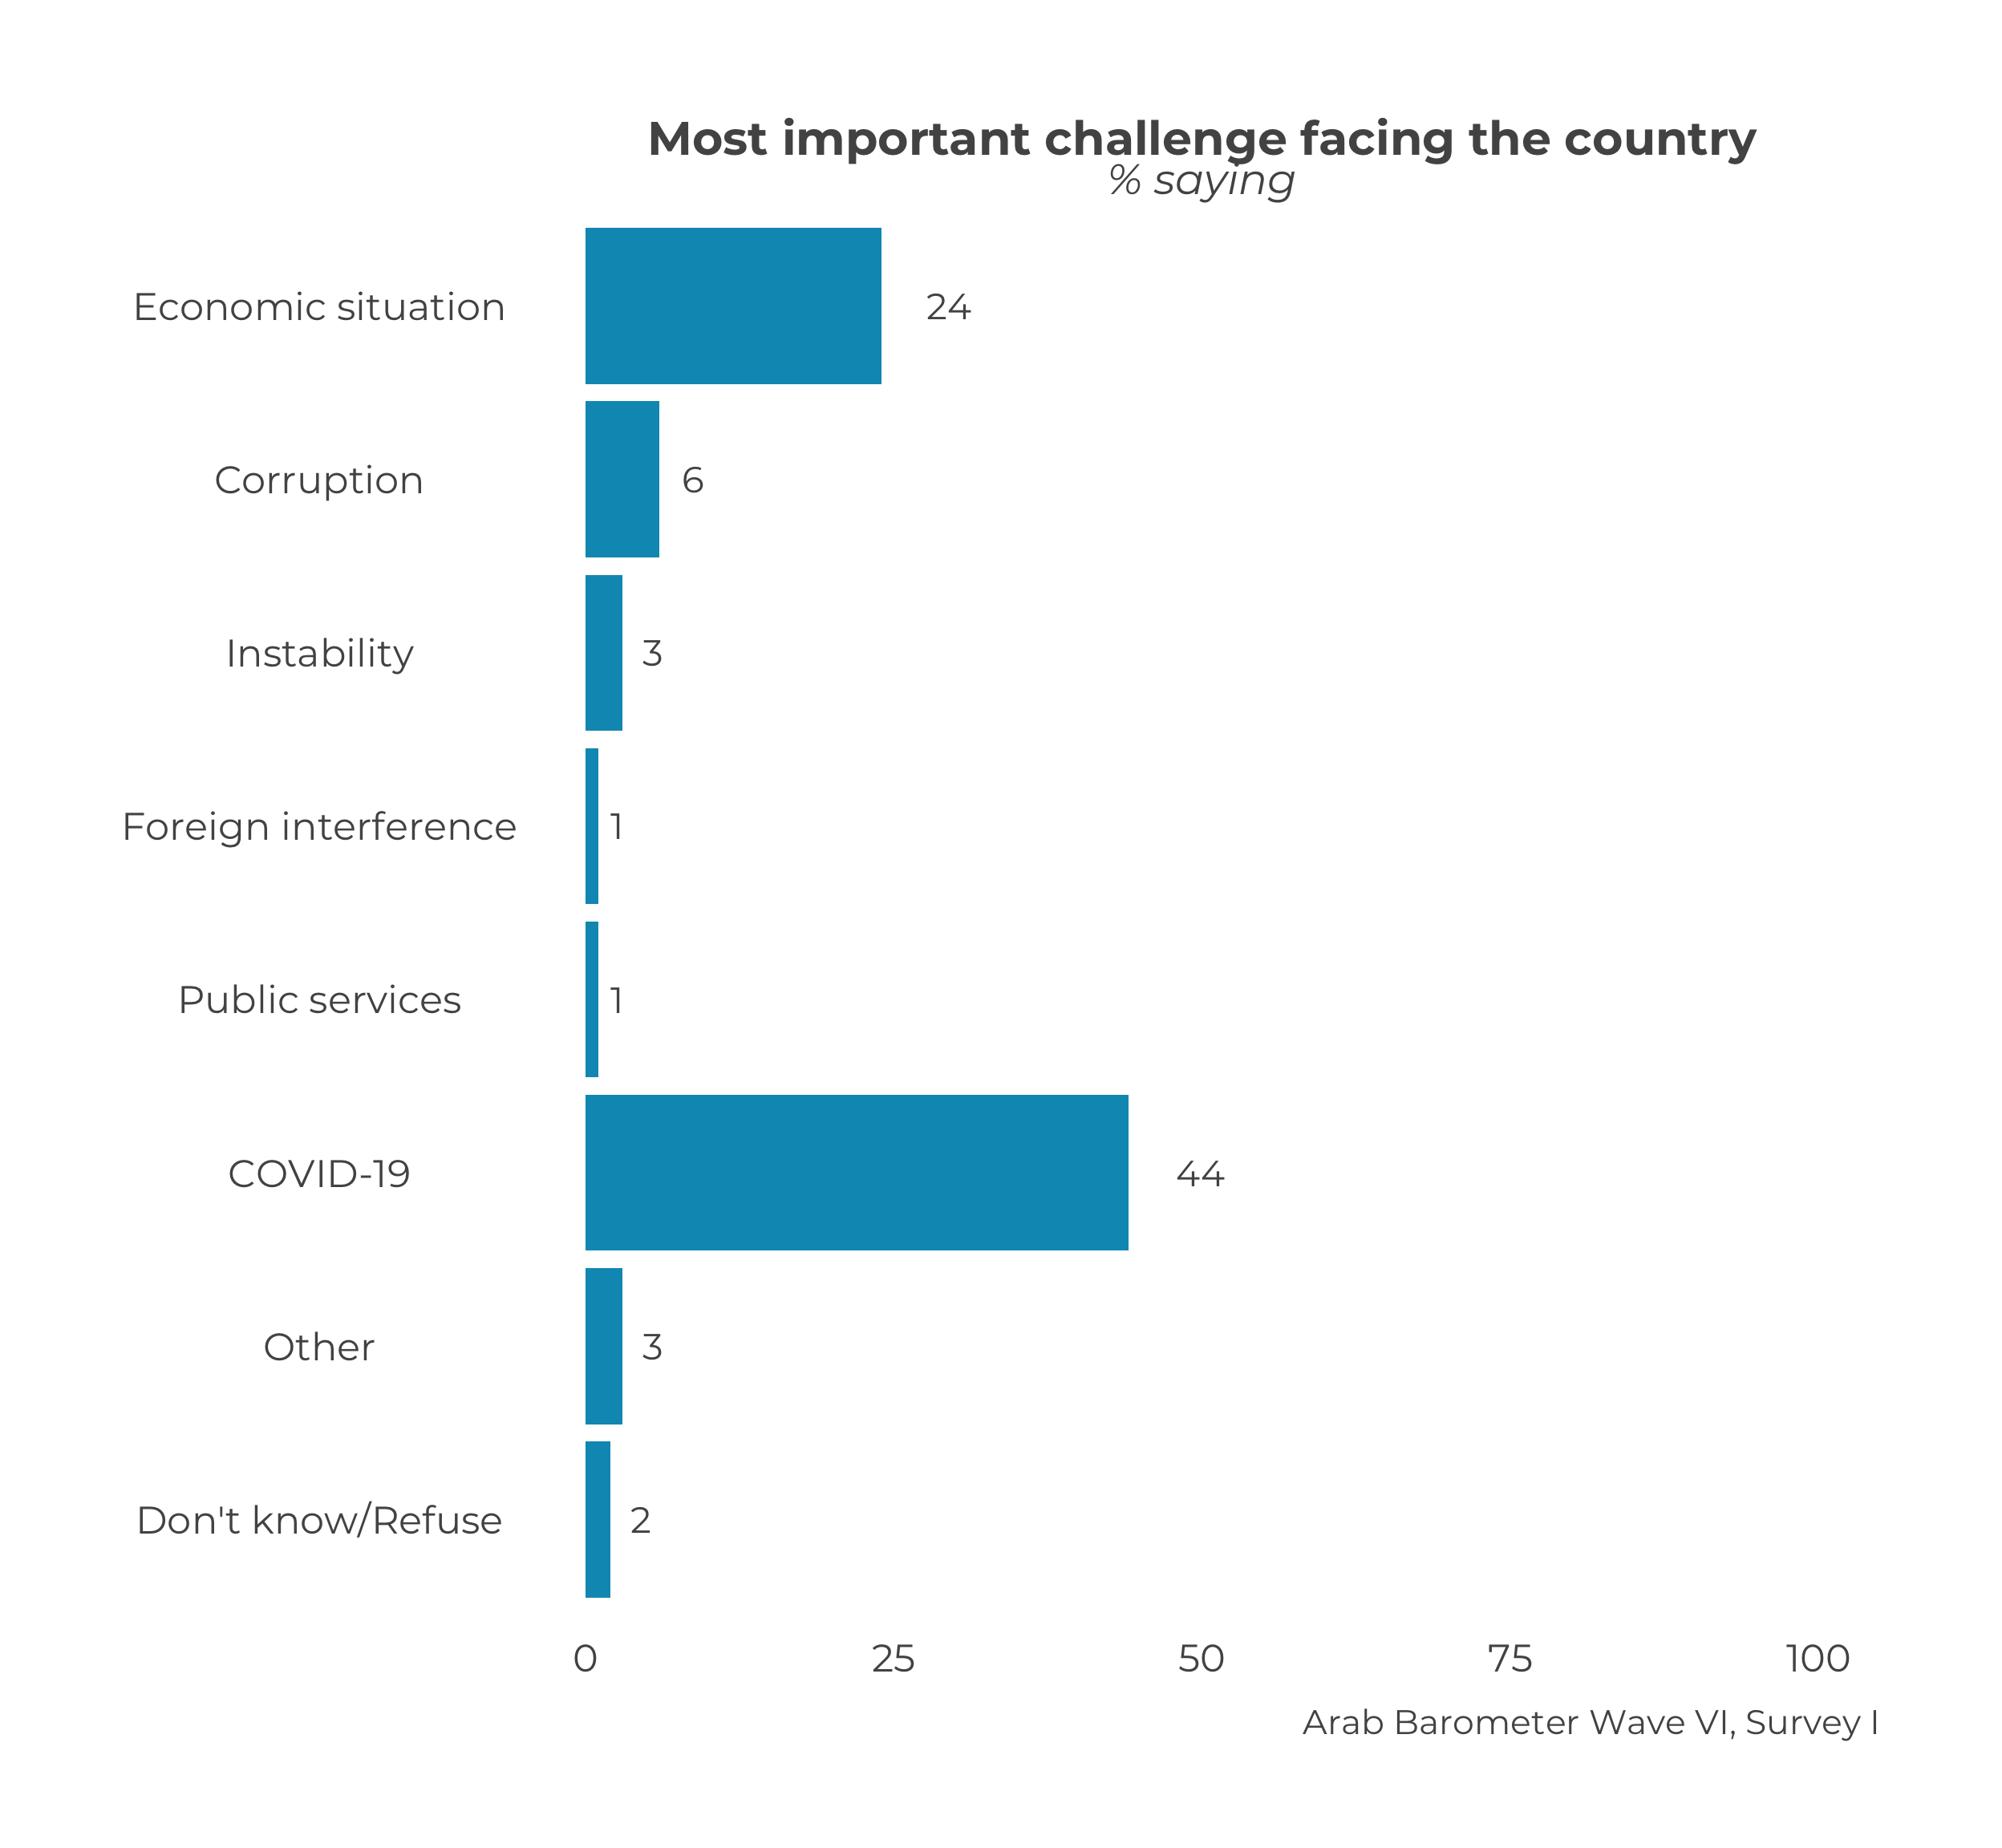 Most important challenge facing the country
% saying
Economic situation 24
Corruption 6
Instability 3
Foreign interference 1
Public services 1
COVID-19 44
Other 3
Don't know/Refuse 2
0 25 50 75 100
Arab Barometer Wave VI, Survey I